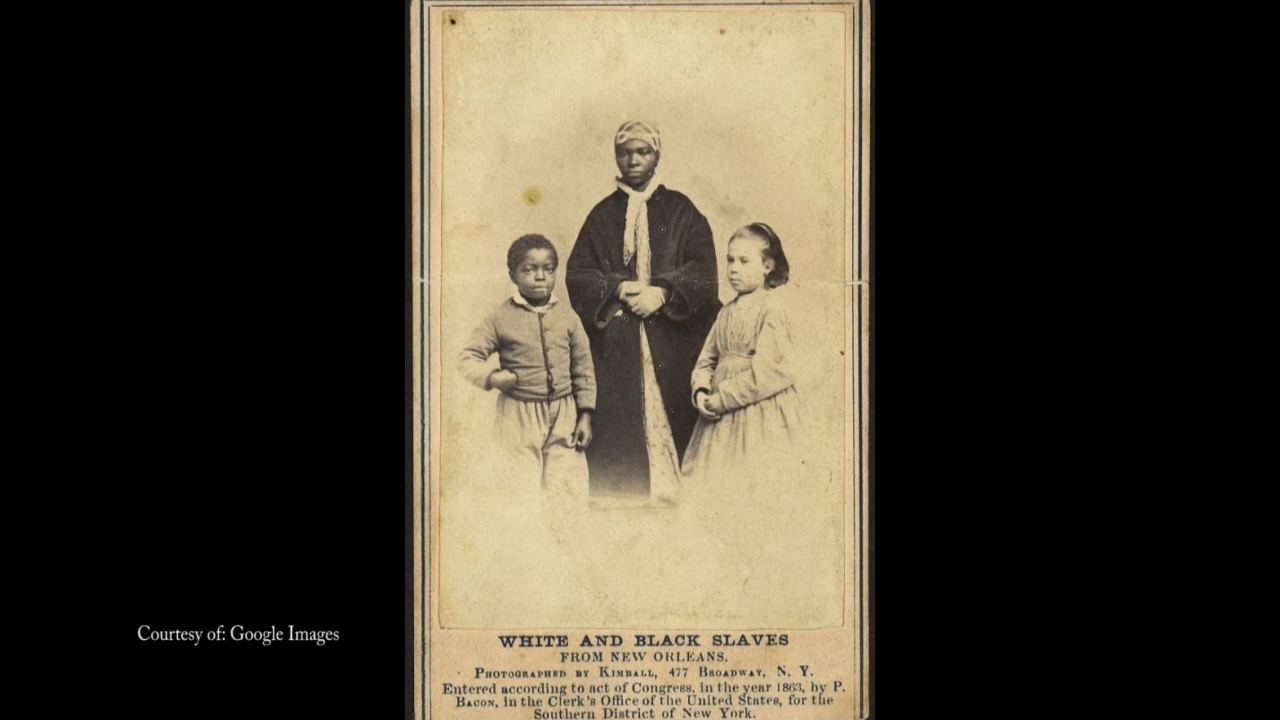 Courtesy of: Google Images
WHITE AND BLACK SLAVES
FROM NEW ORLEANS.
Photographed by Kimball, 477 Broadway, N. Y.
Entered according to act of Congress, in the year 1863, by P.
Bacon, in the Clerk's Office of the United States, for the
Southern District of New York.